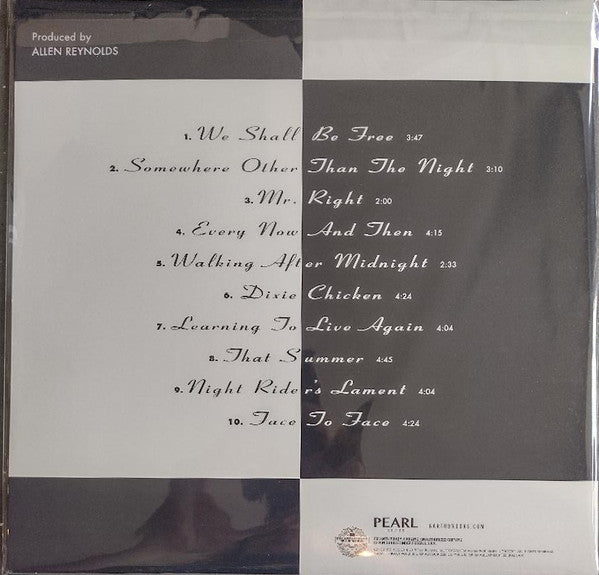 Produced by
ALLEN REYNOLDS
1. We Shall Be Free 3:47
2. Somewhere Other Than The Night 3:10
3. Mr. Right 2:00
4. Every Now And Then 4:15
5. Walking After Midnight 2:33
6. Dixie Chicken 4:24
7. Learning To Live Again 4:04
8. That Summer 4:45
9. Night Rider's Lament 4:04
10. Face To Face 4:24
PEARL GARTHBROOKS.COM